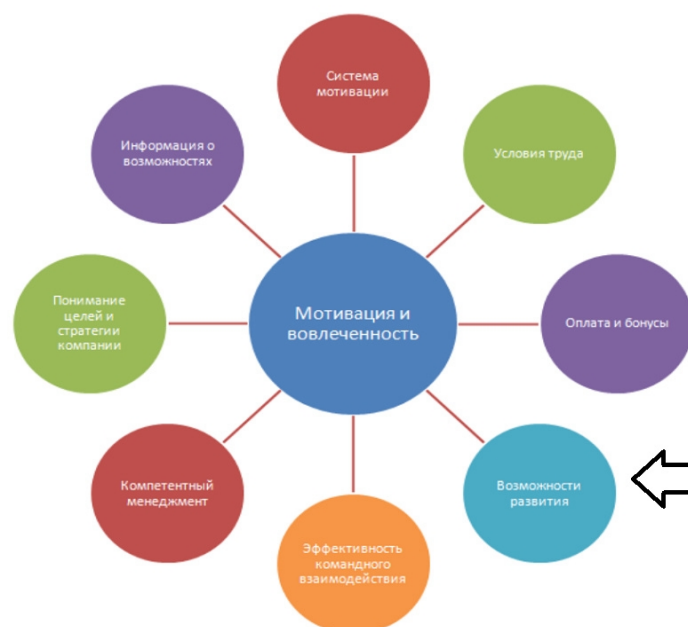 Система
мотивации
Информация о
возможностях
Условия труда
Понимание
целей и
стратегии
компании
Мотивация и
вовлеченность
Оплата и бонусы
Компетентный
менеджмент
Возможности
развития
Эффективность
командного
взаимодействия